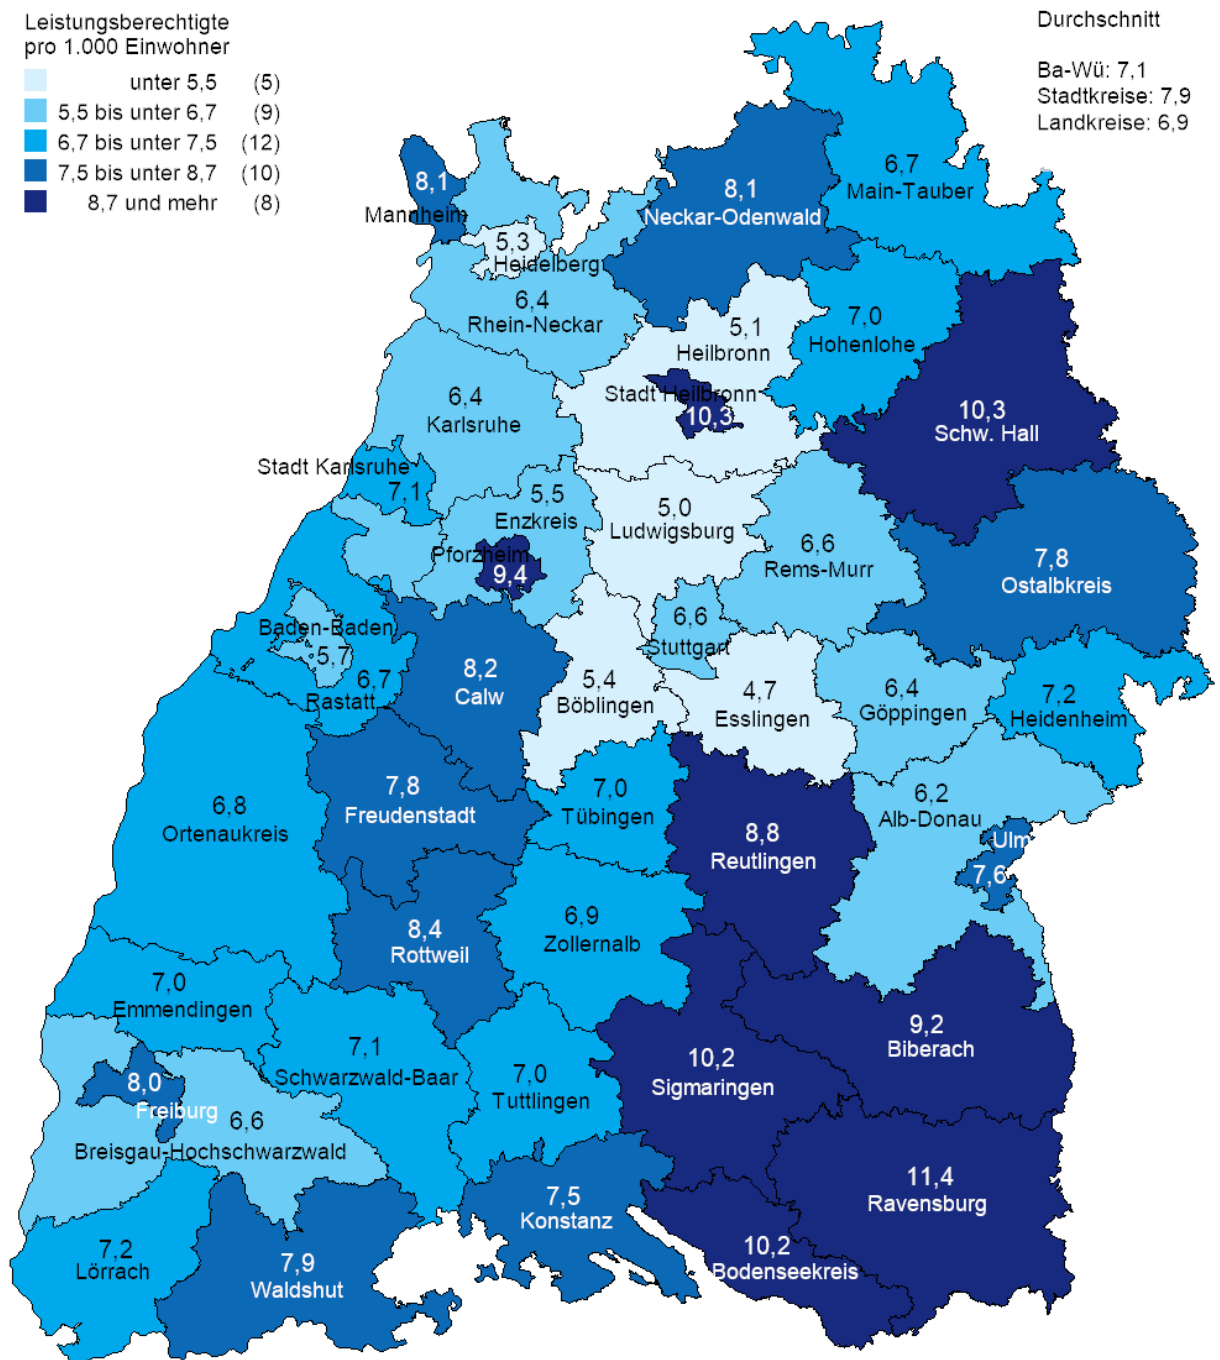 Leistungsberechtigte
pro 1.000 Einwohner
unter 5,5 (5)
5,5 bis unter 6,7 (9)
6,7 bis unter 7,5 (12)
7,5 bis unter 8,7 (10)
8,7 und mehr (8)
Durchschnitt
Ba-Wü: 7,1
Stadtkreise: 7,9
Landkreise: 6,9
6,7
Main-Tauber
8,1
Mannheim
8,1
Neckar-Odenwald
5,3
Heidelberg
6,4
Rhein-Neckar
5,1
Heilbronn
7,0
Hohenlohe
Stadt Heilbronn
10,3
6,4
Karlsruhe
10,3
Schw. Hall
Stadt Karlsruhe
7,1
5,5
Enzkreis
5,0
Ludwigsburg
6,6
Rems-Murr
Pforzheim
9,4
7,8
Ostalbkreis
Baden-Baden
5,7
6,6
Stuttgart
6,7
Rastatt
8,2
Calw
5,4
Böblingen
4,7
Esslingen
6,4
Göppingen
7,2
Heidenheim
6,8
Ortenaukreis
7,8
Freudenstadt
7,0
Tübingen
8,8
Reutlingen
6,2
Alb-Donau
Ulm
7,6
8,4
Rottweil
6,9
Zollernalb
7,0
Emmendingen
7,1
Schwarzwald-Baar
7,0
Tuttlingen
10,2
Sigmaringen
9,2
Biberach
8,0
Freiburg
6,6
Breisgau-Hochschwarzwald
7,5
Konstanz
11,4
Ravensburg
7,2
Lörrach
7,9
Waldshut
10,2
Bodenseekreis